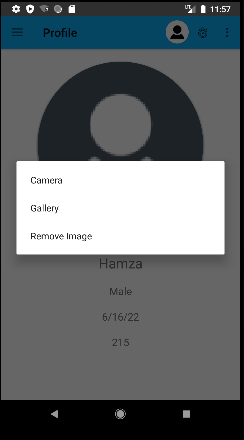 11:57
Profile
Camera
Gallery
Remove Image
Hamza
Male
6/16/22
215